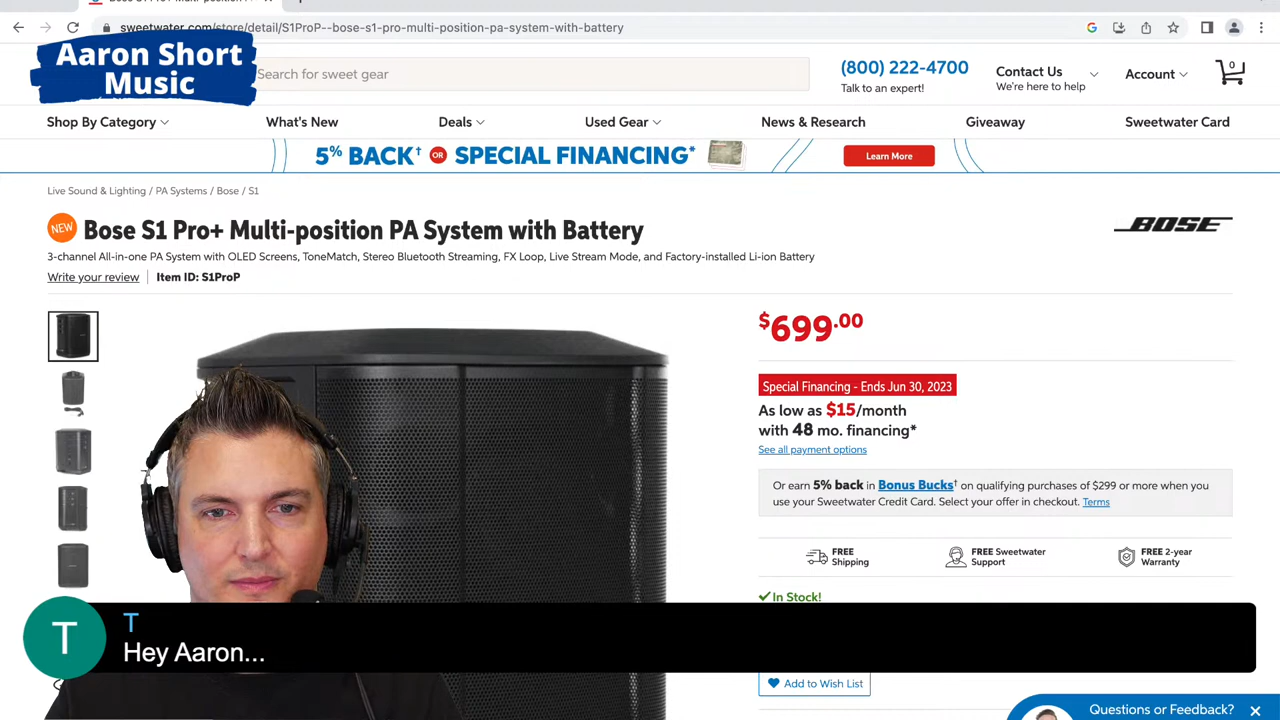 sweetwater.com/store/detail/S1ProP--bose-s1-pro-multi-position-pa-system-with-battery
Aaron Short
Music
Search for sweet gear
(800) 222-4700
Talk to an expert!
Contact Us
We're here to help
Account
0
Shop By Category
What's New
Deals
Used Gear
News & Research
Giveaway
Sweetwater Card
5% BACK† OR SPECIAL FINANCING*
Learn More
Live Sound & Lighting / PA Systems / Bose / S1
NEW
Bose S1 Pro+ Multi-position PA System with Battery
BOSE
3-channel All-in-one PA System with OLED Screens, ToneMatch, Stereo Bluetooth Streaming, FX Loop, Live Stream Mode, and Factory-installed Li-ion Battery
Write your review
Item ID: S1ProP
$699.00
Special Financing - Ends Jun 30, 2023
As low as $15/month
with 48 mo. financing*
See all payment options
Or earn 5% back in Bonus Bucks† on qualifying purchases of $299 or more when you
use your Sweetwater Credit Card. Select your offer in checkout. Terms
FREE
Shipping
FREE Sweetwater
Support
FREE 2-year
Warranty
In Stock!
T
T
Hey Aaron...
Add to Wish List
Questions or Feedback?